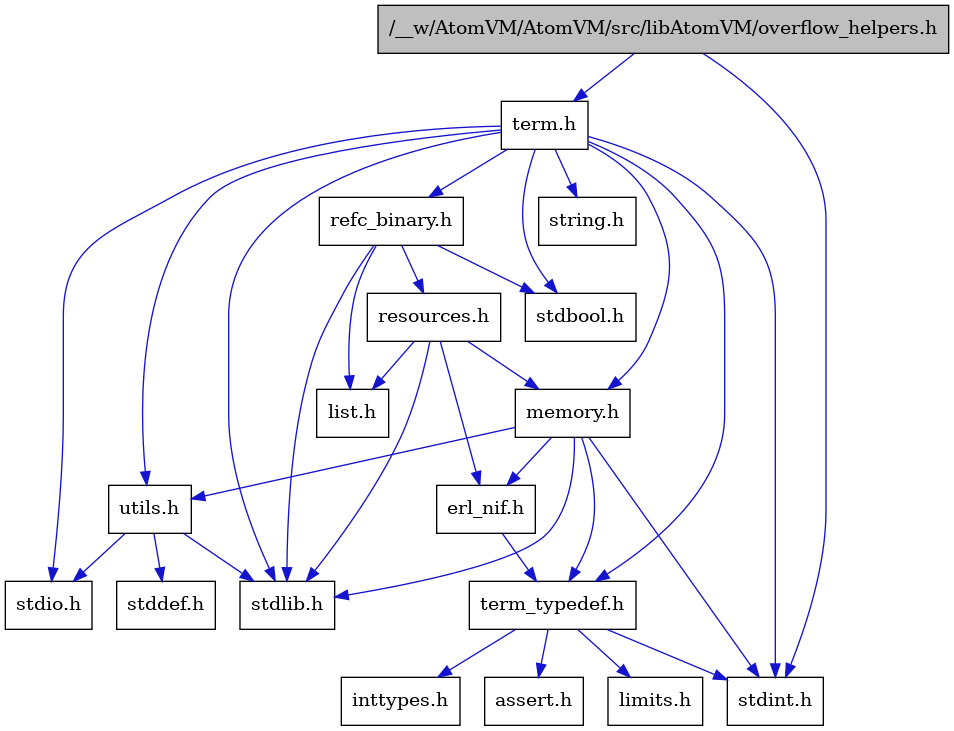 /__w/AtomVM/AtomVM/src/libAtomVM/overflow_helpers.h
term.h
refc_binary.h
string.h
resources.h
stdbool.h
list.h
memory.h
utils.h
erl_nif.h
stdio.h
stddef.h
stdlib.h
term_typedef.h
inttypes.h
assert.h
limits.h
stdint.h